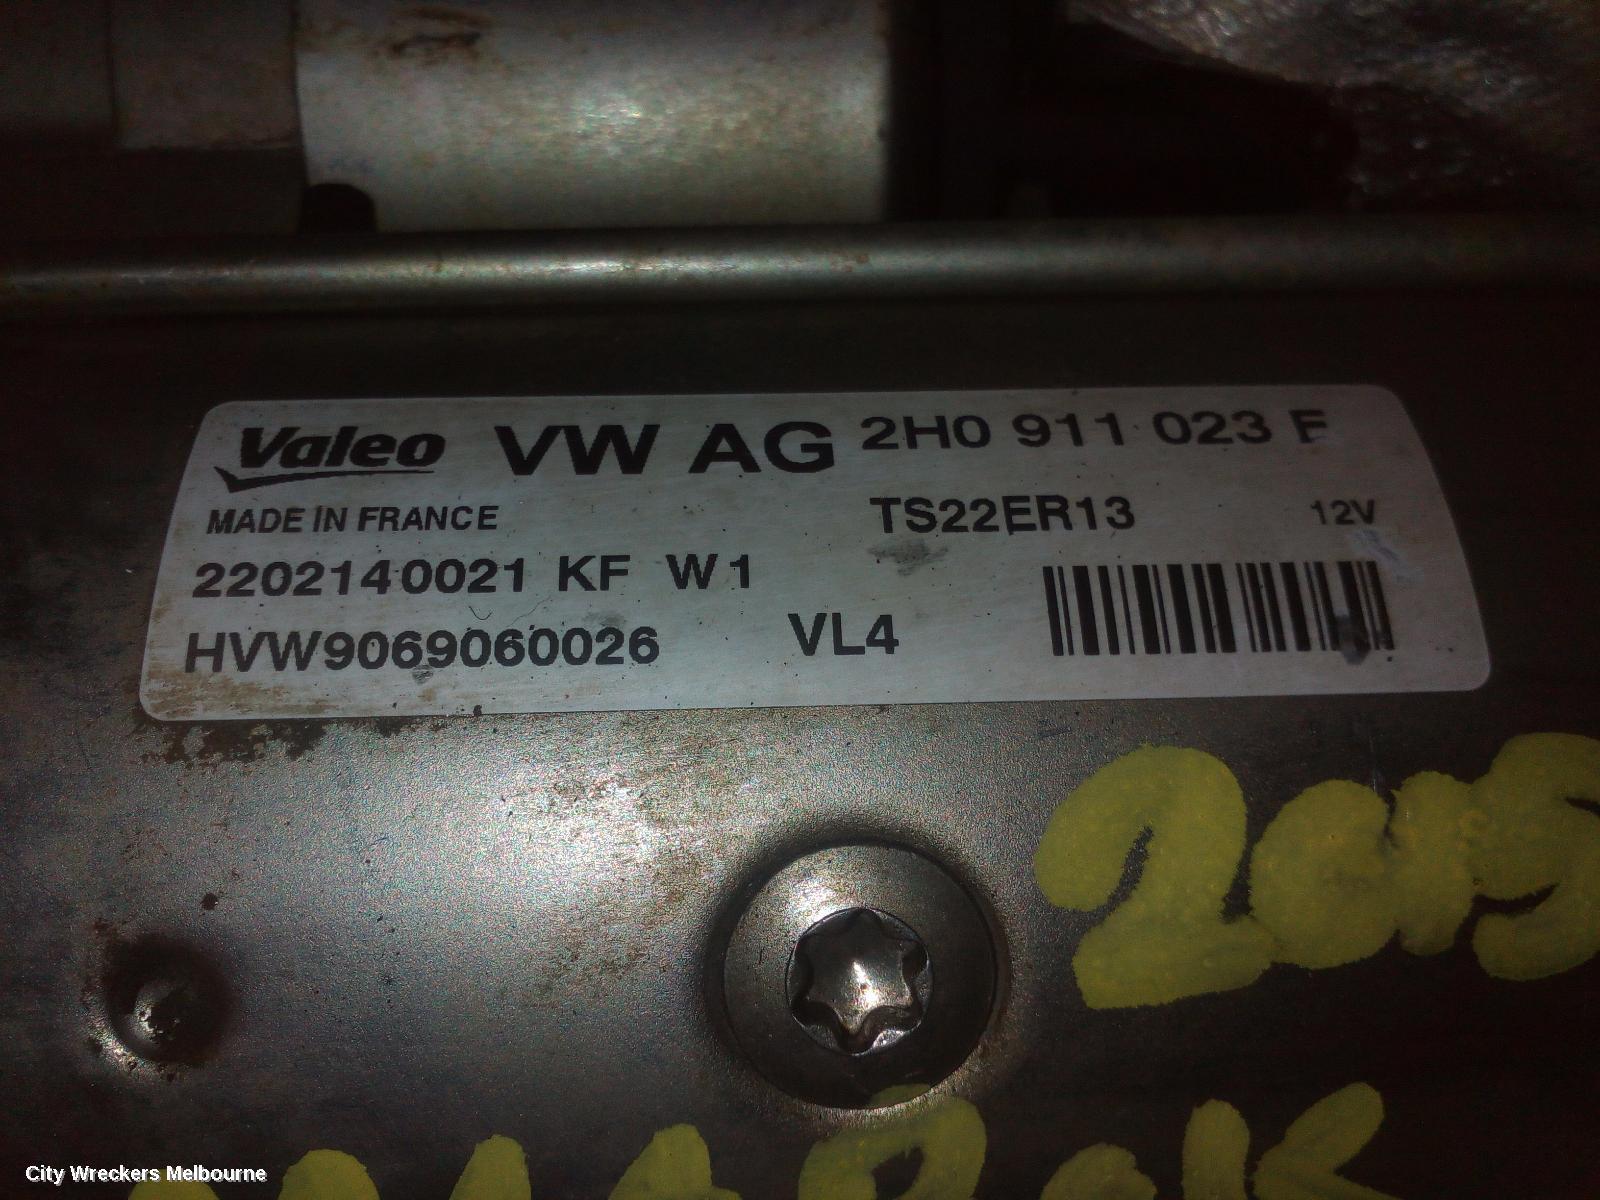 Valeo VW AG 2H0 911 023
MADE IN FRANCE TS22ER13 12V
2202140021 KF W1
HVW9069060026 VL4
2015
City Wreckers Melbourne